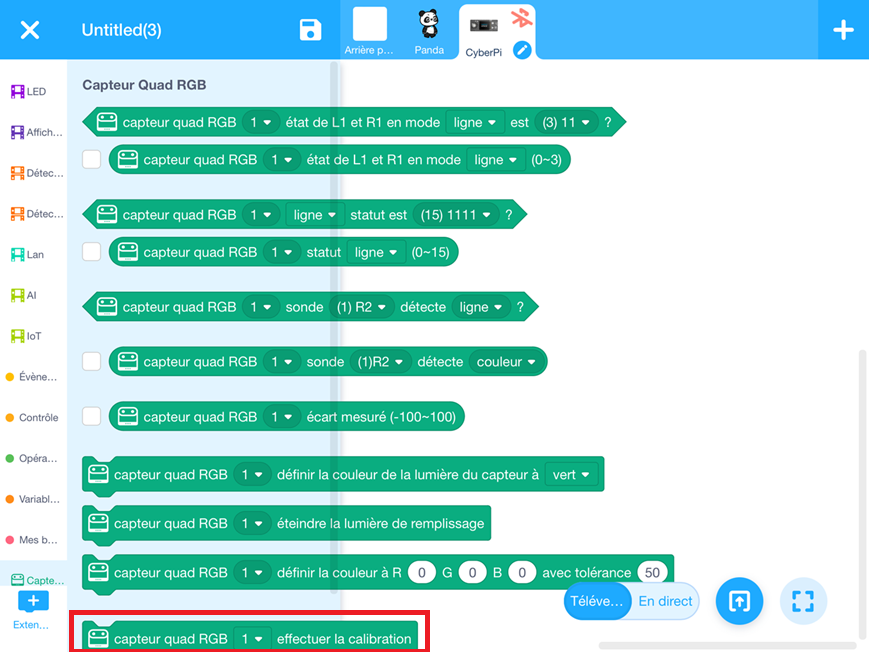 Untitled(3)
Arrière p...
Panda
CyberPi
LED
Affich...
Détec...
Détec...
Lan
AI
IoT
Évène...
Contrôle
Opéra...
Variabl...
Mes b...
Capte...
Exten...
Capteur Quad RGB
capteur quad RGB 1 état de L1 et R1 en mode ligne est (3) 11 ?
capteur quad RGB 1 état de L1 et R1 en mode ligne (0~3)
capteur quad RGB 1 ligne statut est (15) 1111 ?
capteur quad RGB 1 statut ligne (0~15)
capteur quad RGB 1 sonde (1) R2 détecte ligne ?
capteur quad RGB 1 sonde (1)R2 détecte couleur
capteur quad RGB 1 écart mesuré (-100~100)
capteur quad RGB 1 définir la couleur de la lumière du capteur à vert
capteur quad RGB 1 éteindre la lumière de remplissage
capteur quad RGB 1 définir la couleur à R 0 G 0 B 0 avec tolérance 50
capteur quad RGB 1 effectuer la calibration
Téléve... En direct